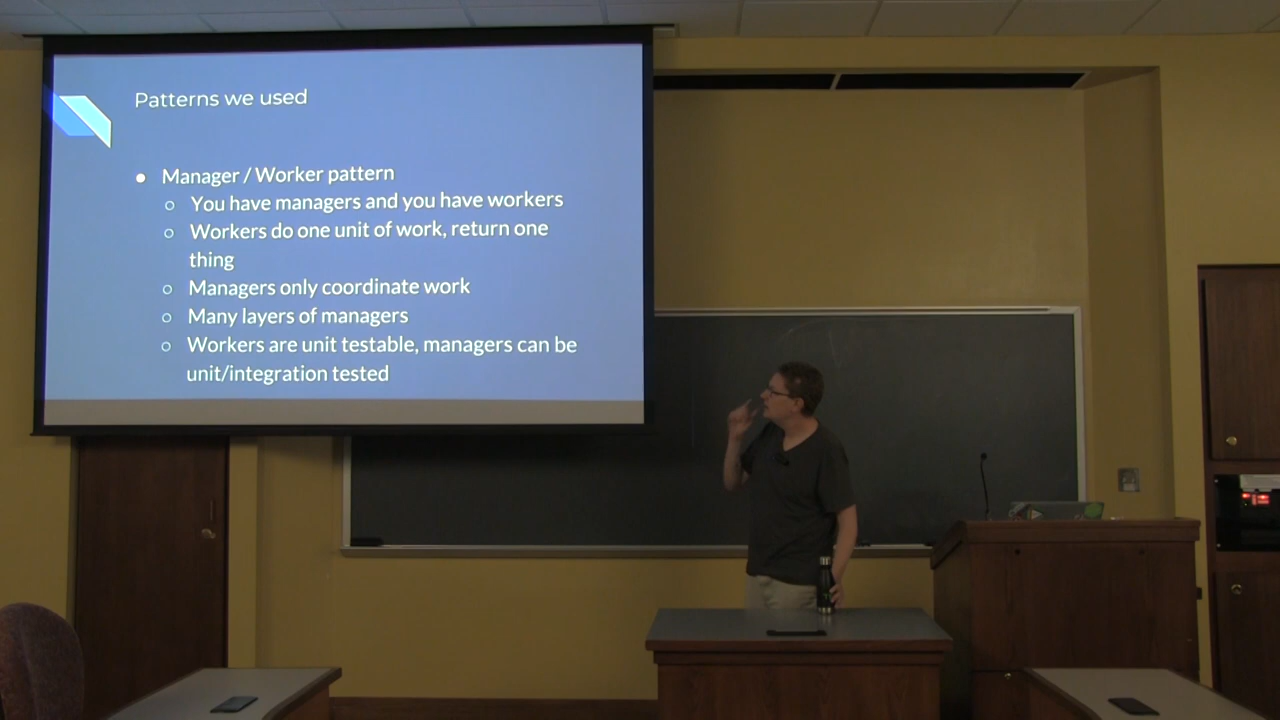 Patterns we used
● Manager / Worker pattern
○ You have managers and you have workers
○ Workers do one unit of work, return one
thing
○ Managers only coordinate work
○ Many layers of managers
○ Workers are unit testable, managers can be
unit/integration tested